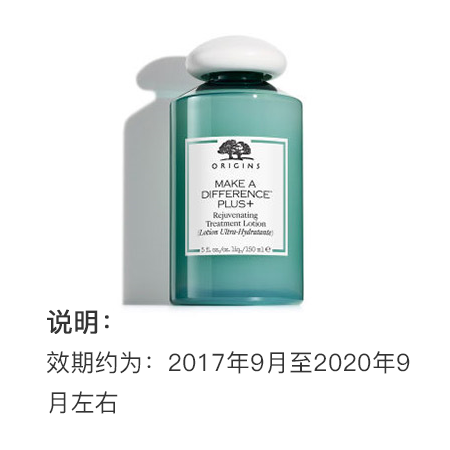 ORIGINS
MAKE A
DIFFERENCE™
PLUS+
Rejuvenating
Treatment Lotion
(Lotion Ultra-Hydratante)
5 fl. oz./oz. liq./150 ml ℮
说明：
效期约为：2017年9月至2020年9
月左右